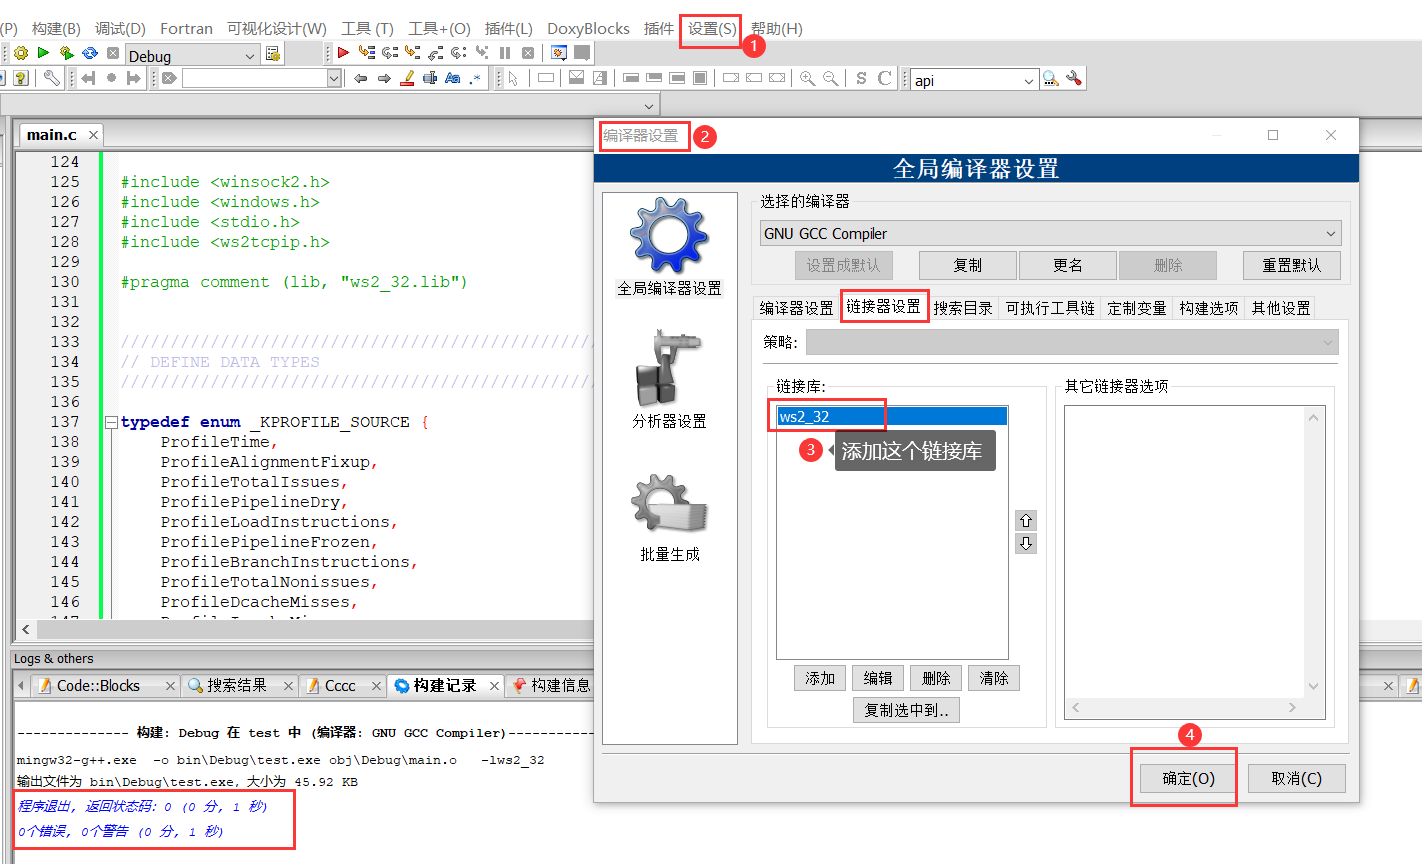 (P) 构建(B) 调试(D) Fortran 可视化设计(W) 工具 (T) 工具+(O) 插件(L) DoxyBlocks 插件 设置(S) 帮助(H)
1
Debug
api
main.c
编译器设置
2
全局编译器设置
124
125 #include <winsock2.h>
126 #include <windows.h>
127 #include <stdio.h>
128 #include <ws2tcpip.h>
129
130 #pragma comment (lib, "ws2_32.lib")
131
132
133 ////////////////////////////////////////////////
134 // DEFINE DATA TYPES
135 ////////////////////////////////////////////////
136
137 typedef enum _KPROFILE_SOURCE {
138 ProfileTime,
139 ProfileAlignmentFixup,
140 ProfileTotalIssues,
141 ProfilePipelineDry,
142 ProfileLoadInstructions,
143 ProfilePipelineFrozen,
144 ProfileBranchInstructions,
145 ProfileTotalNonissues,
146 ProfileDcacheMisses,
全局编译器设置
分析器设置
批量生成
选择的编译器
GNU GCC Compiler
设置成默认 复制 更名 删除 重置默认
编译器设置 链接器设置 搜索目录 可执行工具链 定制变量 构建选项 其他设置
策略:
链接库:
其它链接器选项
ws2_32
3 添加这个链接库
添加 编辑 删除 清除
复制选中到..
4
确定(O) 取消(C)
Logs & others
Code::Blocks 搜索结果 Cccc 构建记录 构建信息
-------------- 构建: Debug 在 test 中 (编译器: GNU GCC Compiler)-----------
mingw32-g++.exe -o bin\Debug\test.exe obj\Debug\main.o -lws2_32
输出文件为 bin\Debug\test.exe, 大小为 45.92 KB
程序退出, 返回状态码: 0 (0 分, 1 秒)
0个错误, 0个警告 (0 分, 1 秒)